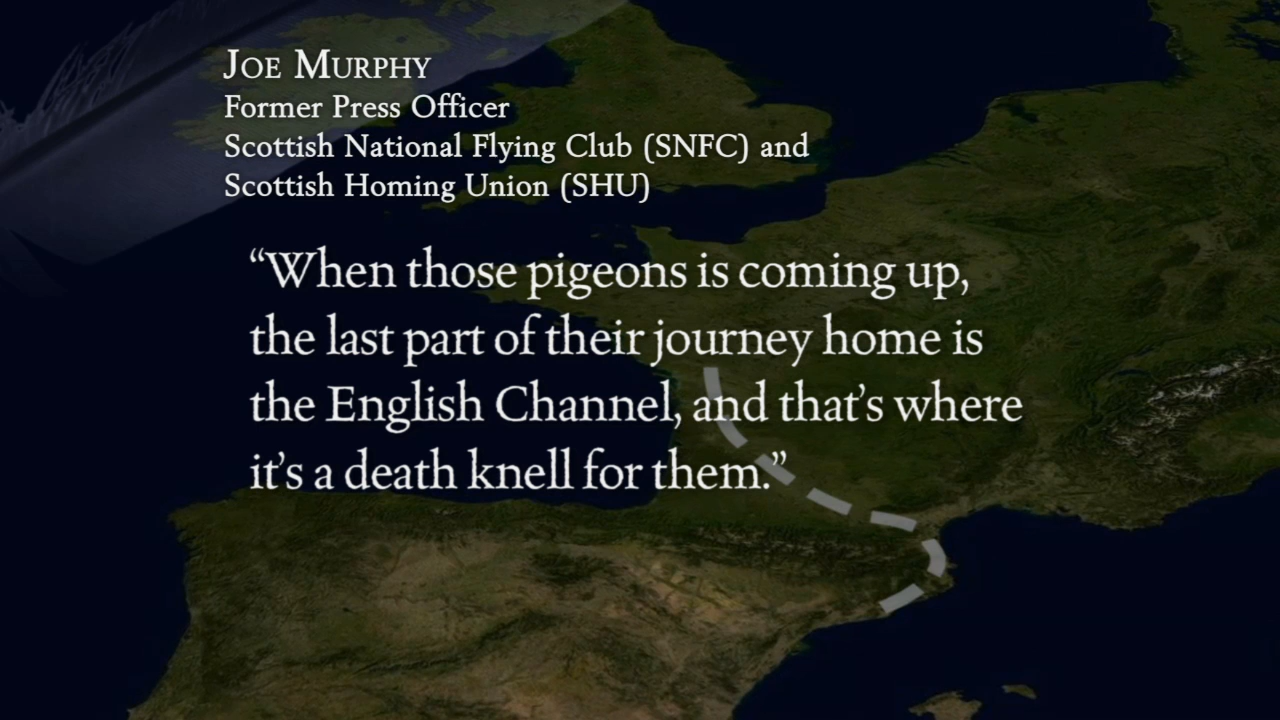 Joe Murphy
Former Press Officer
Scottish National Flying Club (SNFC) and
Scottish Homing Union (SHU)
“When those pigeons is coming up,
the last part of their journey home is
the English Channel, and that’s where
it’s a death knell for them.”